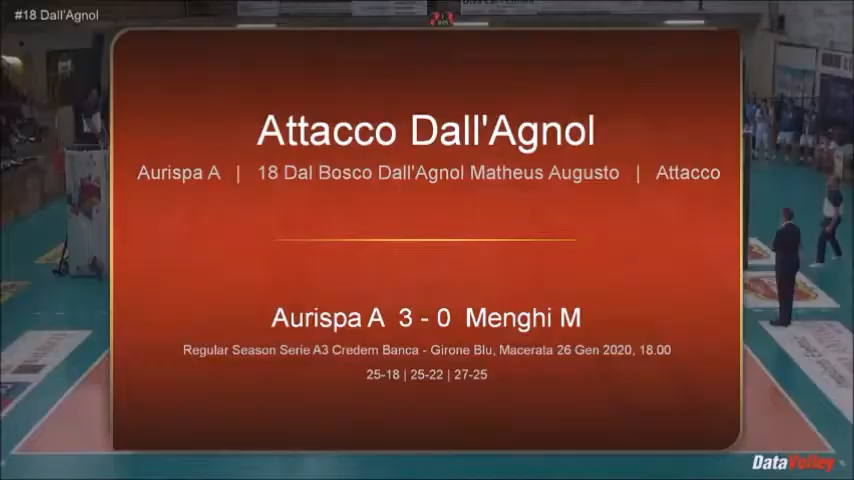 #18 Dall'Agnol
Attacco Dall'Agnol
Aurispa A | 18 Dal Bosco Dall'Agnol Matheus Augusto | Attacco
Aurispa A 3 - 0 Menghi M
Regular Season Serie A3 Credem Banca - Girone Blu, Macerata 26 Gen 2020, 18.00
25-18 | 25-22 | 27-25
DataVolley